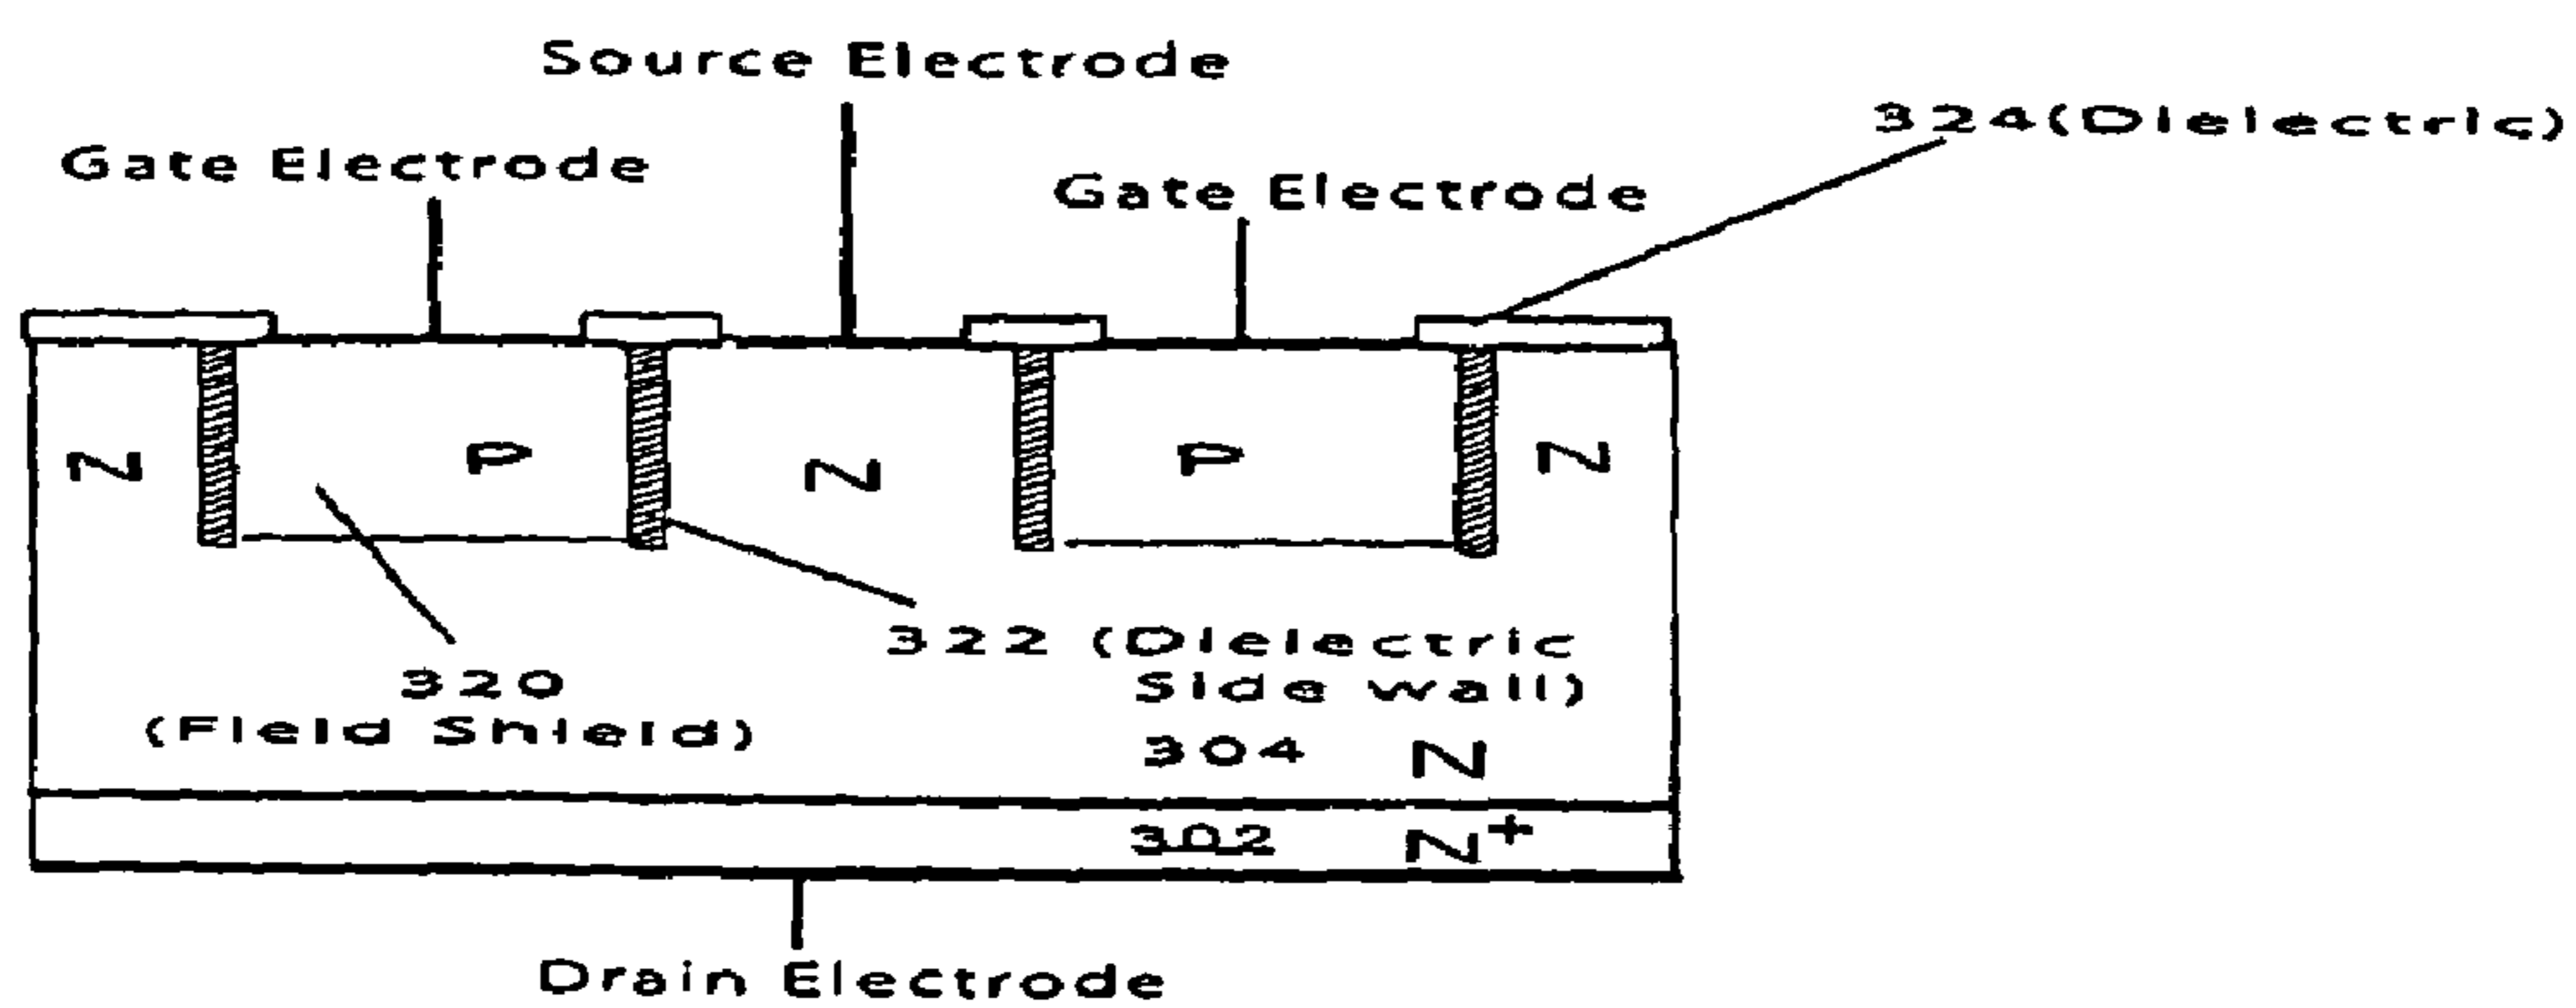 Source Electrode
324(Dielectric)
Gate Electrode
Gate Electrode
N
P
N
P
N
322 (Dielectric
Side Wall)
320
(Field Shield)
304 N
302 N+
Drain Electrode